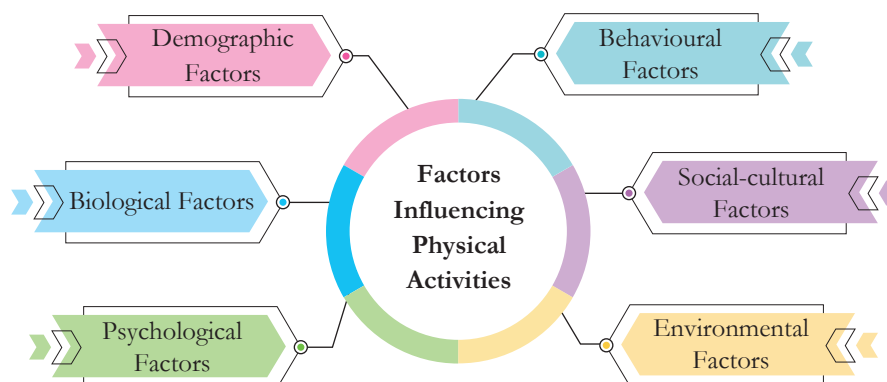 Demographic
Factors
Behavioural
Factors
Factors
Influencing
Physical
Activities
Biological Factors
Social-cultural
Factors
Psychological
Factors
Environmental
Factors